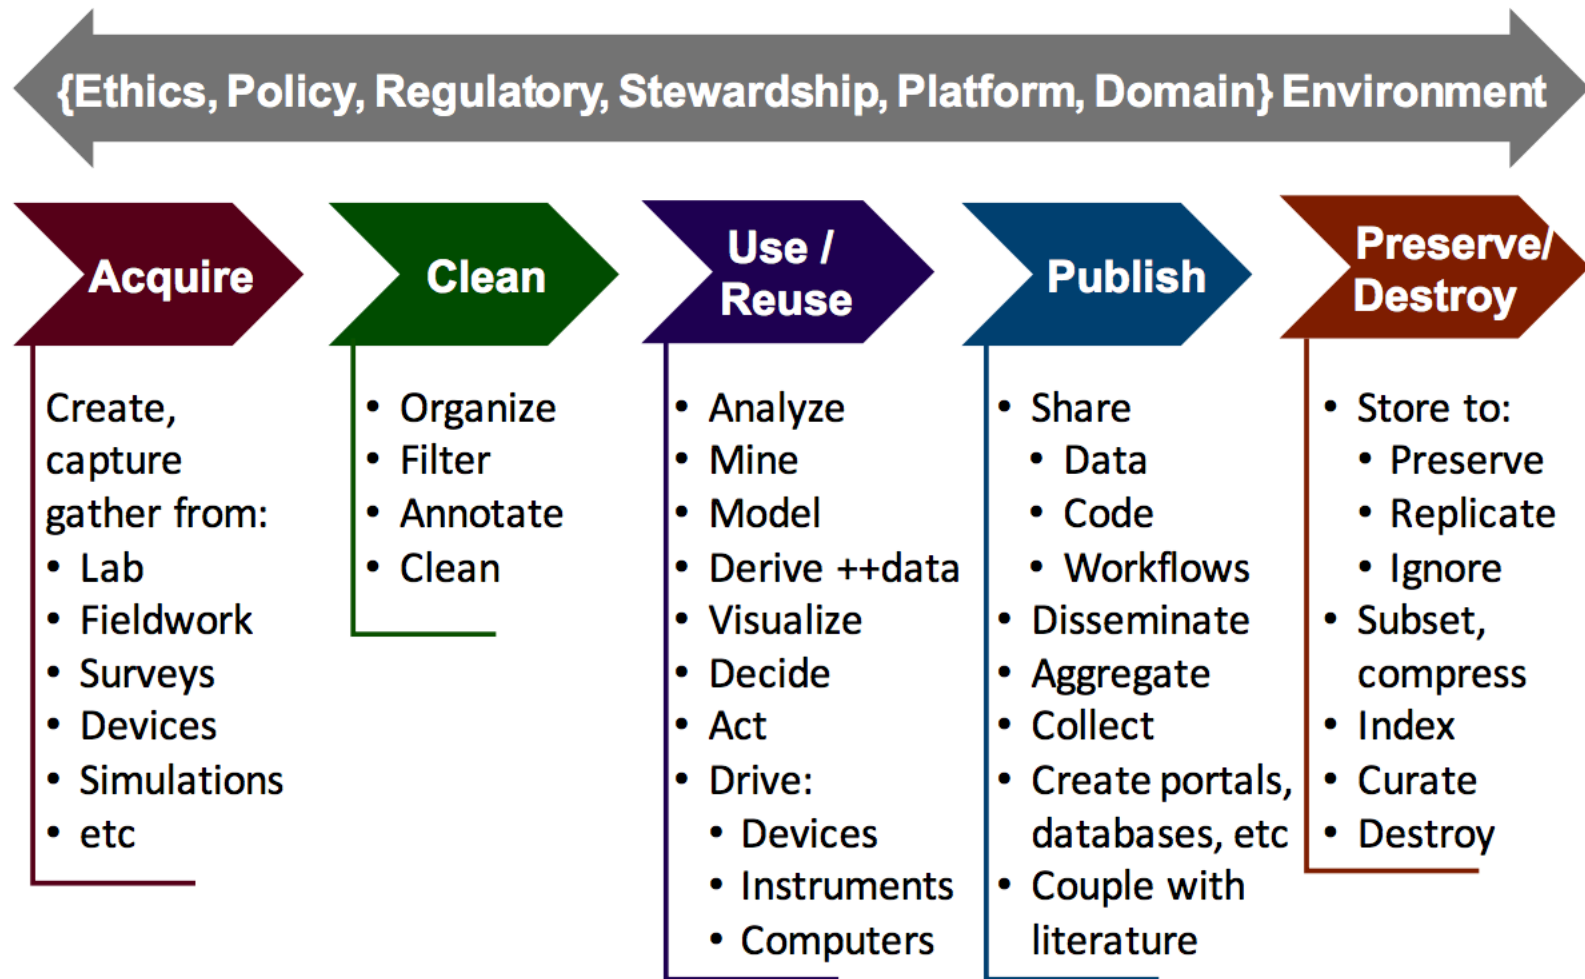 {Ethics, Policy, Regulatory, Stewardship, Platform, Domain} Environment
Acquire
Create,
capture
gather from:
• Lab
• Fieldwork
• Surveys
• Devices
• Simulations
• etc
Clean
• Organize
• Filter
• Annotate
• Clean
Use /
Reuse
• Analyze
• Mine
• Model
• Derive ++data
• Visualize
• Decide
• Act
• Drive:
• Devices
• Instruments
• Computers
Publish
• Share
• Data
• Code
• Workflows
• Disseminate
• Aggregate
• Collect
• Create portals,
databases, etc
• Couple with
literature
Preserve/
Destroy
• Store to:
• Preserve
• Replicate
• Ignore
• Subset,
compress
• Index
• Curate
• Destroy